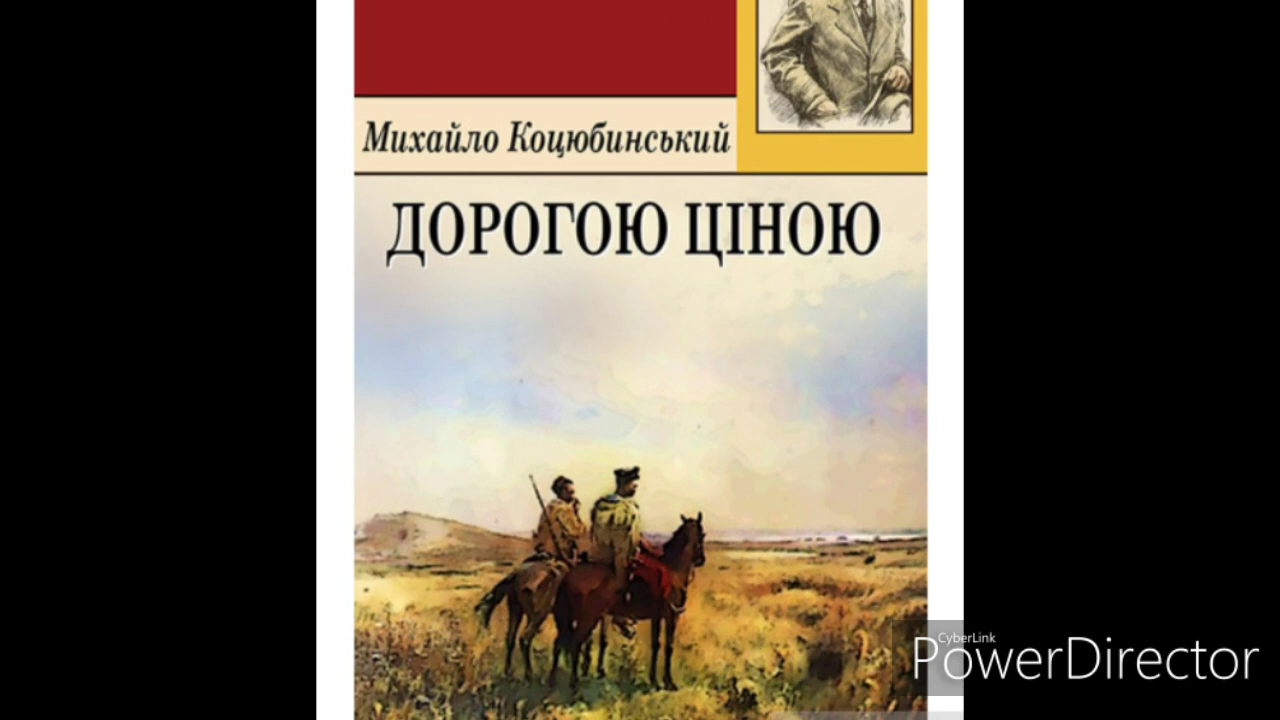 Михайло Коцюбинський
ДОРОГОЮ ЦІНОЮ
CyberLink
PowerDirector